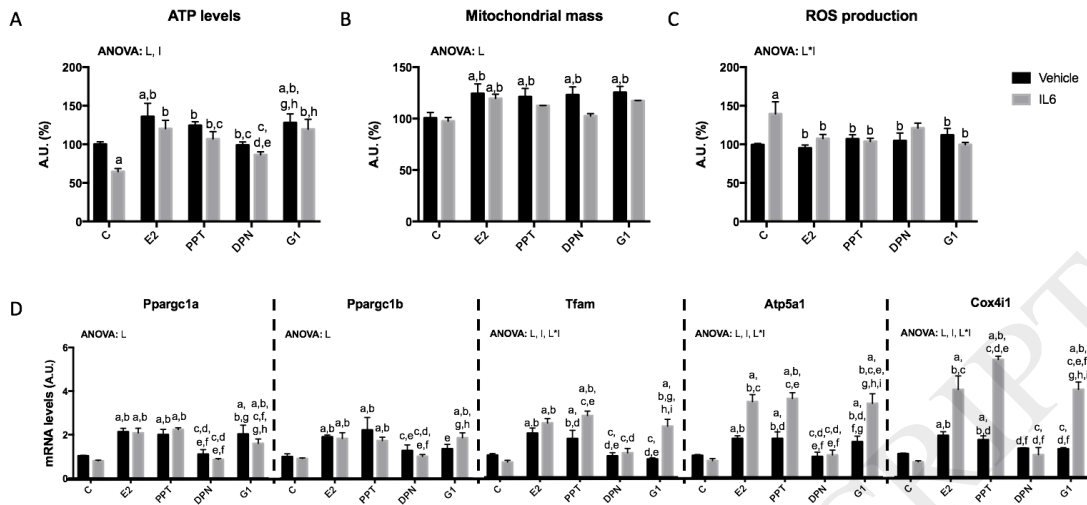 A
ATP levels
ANOVA: L, I
A.U. (%)
200
150
100
50
0
a
a,b
b
b
b,c
b,c
c,
d,e
a,b,
g,h
b,h
C
E2
PPT
DPN
G1
B
Mitochondrial mass
ANOVA: L
A.U. (%)
150
100
50
0
a,b
a,b
a,b
a,b
a,b
C
E2
PPT
DPN
G1
C
ROS production
ANOVA: L*I
A.U. (%)
200
150
100
50
0
a
b
b
b
b
b
b
b
C
E2
PPT
DPN
G1
Vehicle
IL6
D
mRNA levels (A.U.)
6
4
2
0
Ppargc1a
ANOVA: L
a,b
a,b
a,b
a,b
c,d,
e,f
c,d
e,f
a,
b,g
a,b,
c,f,
g,h
C
E2
PPT
DPN
G1
Ppargc1b
ANOVA: L
a,b
a,b
a,b
a,b
c,e
c,d
e,f
e
a,b,
g,h
C
E2
PPT
DPN
G1
Tfam
ANOVA: L, I, L*I
a,b
a,b
a,
b,d
a,b,
c,e
c,d,
e,f
c,d
e,f
c,
d,e
a,
b,g,
h,i
C
E2
PPT
DPN
G1
Atp5a1
ANOVA: L, I, L*I
a,b
a,
b,c
a,
b,d
a,b,
c,e
c,d,
e,f
c,d,
e,f
a,
b,d,
f,g
a,
b,c,e,
g,h,i
C
E2
PPT
DPN
G1
Cox4i1
ANOVA: L, I, L*I
a,b
a,
b,c
a,
b,d
a,b,
c,d,e
d,f
c,
d,f
d,f
a,b,
c,e,f,
g,h,i
C
E2
PPT
DPN
G1
CRIPT